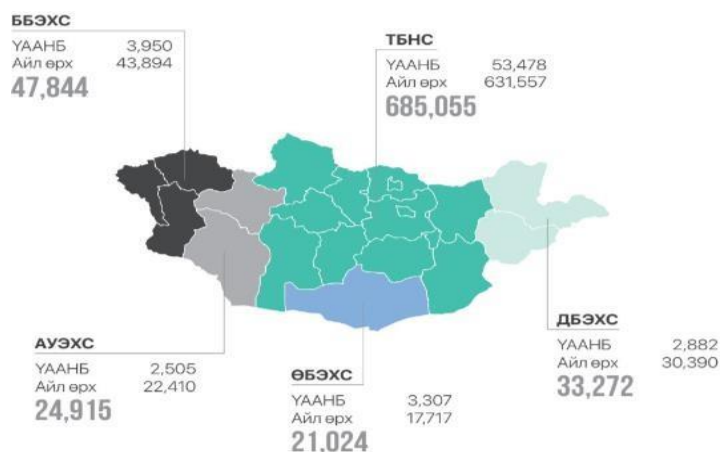 ББЭХС
ҮААНБ 3,950
Айл өрх 43,894
47,844
ТБНС
ҮААНБ 53,478
Айл өрх 631,557
685,055
АУЭХС
ҮААНБ 2,505
Айл өрх 22,410
24,915
ӨБЭХС
ҮААНБ 3,307
Айл өрх 17,717
21,024
ДБЭХС
ҮААНБ 2,882
Айл өрх 30,390
33,272